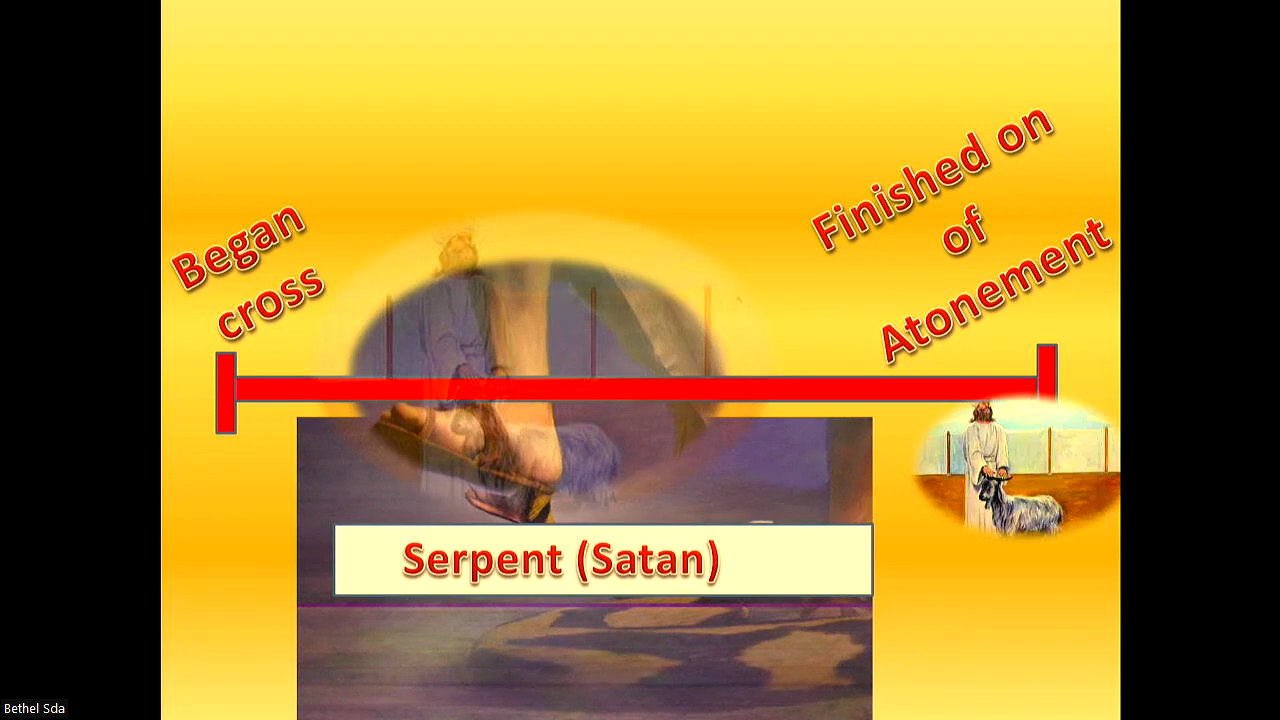 Began
cross
Finished on
of
Atonement
Serpent (Satan)
Bethel Sda